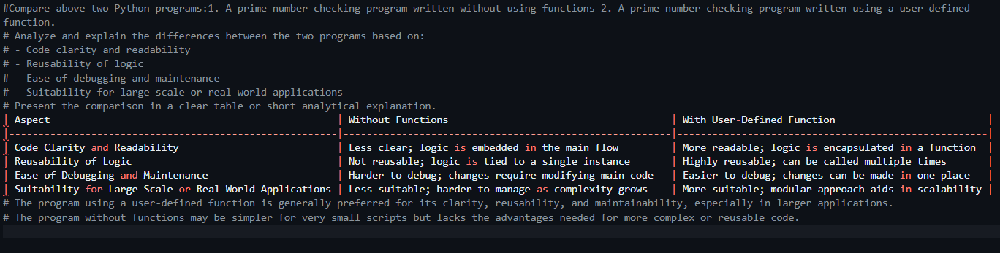 #Compare above two Python programs:1. A prime number checking program written without using functions 2. A prime number checking program written using a user-defined
function.
# Analyze and explain the differences between the two programs based on:
# - Code clarity and readability
# - Reusability of logic
# - Ease of debugging and maintenance
# - Suitability for large-scale or real-world applications
# Present the comparison in a clear table or short analytical explanation.
| Aspect                                                | Without Functions                                     | With User-Defined Function                         |
|-------------------------------------------------------|-------------------------------------------------------|----------------------------------------------------|
| Code Clarity and Readability                          | Less clear; logic is embedded in the main flow        | More readable; logic is encapsulated in a function |
| Reusability of Logic                                  | Not reusable; logic is tied to a single instance      | Highly reusable; can be called multiple times      |
| Ease of Debugging and Maintenance                     | Harder to debug; changes require modifying main code  | Easier to debug; changes can be made in one place  |
| Suitability for Large-Scale or Real-World Applications | Less suitable; harder to manage as complexity grows   | More suitable; modular approach aids in scalability |
# The program using a user-defined function is generally preferred for its clarity, reusability, and maintainability, especially in larger applications.
# The program without functions may be simpler for very small scripts but lacks the advantages needed for more complex or reusable code.